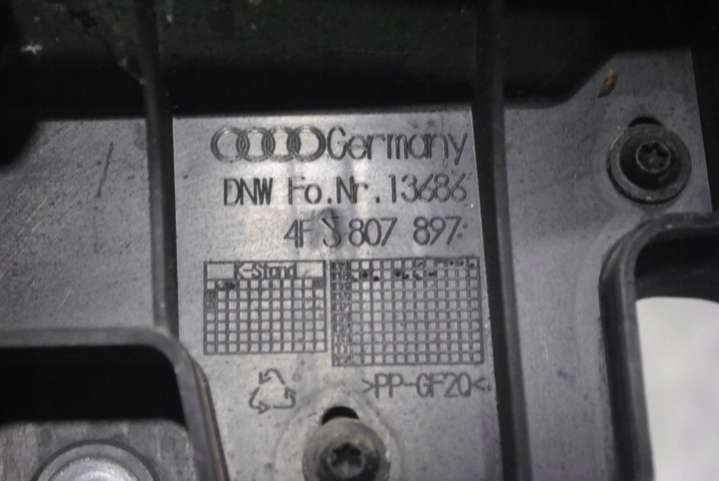 Germany
DNW Fo.Nr.13686
4F 807 897
K-Stand
>PP-GF20<